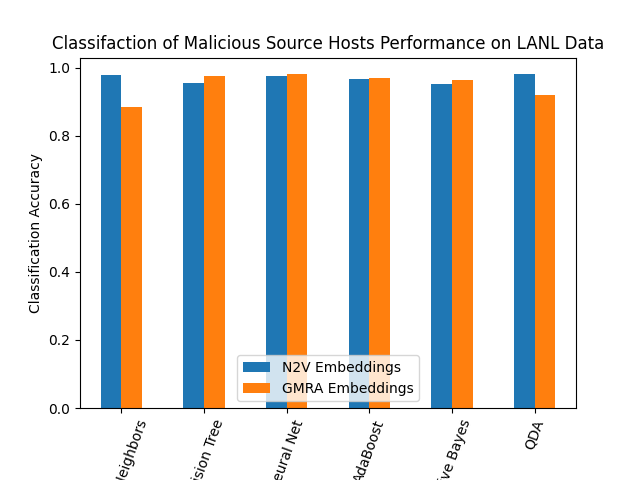 Classifaction of Malicious Source Hosts Performance on LANL Data
Classification Accuracy
1.0
0.8
0.6
0.4
0.2
0.0
N2V Embeddings
GMRA Embeddings
Neighbors
ision Tree
eural Net
AdaBoost
ive Bayes
QDA